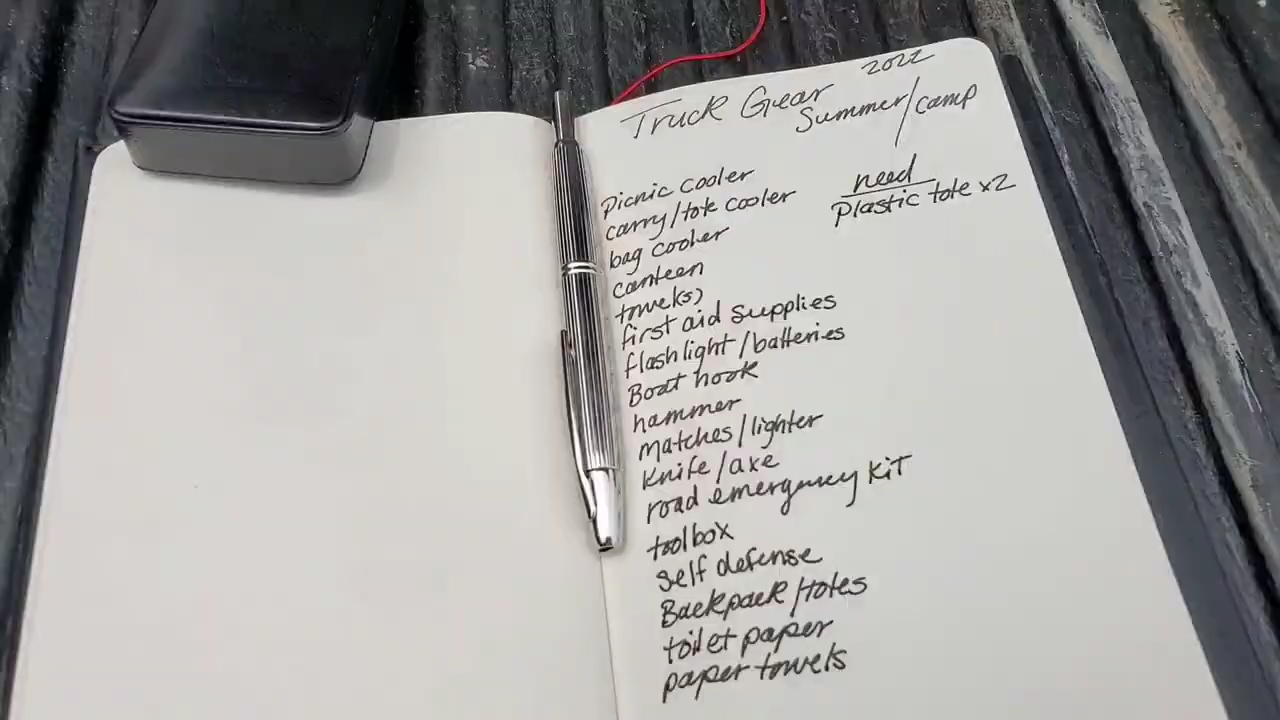 2022
Truck Gear
Summer/camp
picnic cooler
carry/tote cooler
bag cooler
canteen
towel(s)
first aid supplies
flashlight/batteries
Boat hook
hammer
matches/lighter
knife/axe
road emergency kit
toolbox
self defense
Backpack/totes
toilet paper
paper towels
need
plastic tote x2